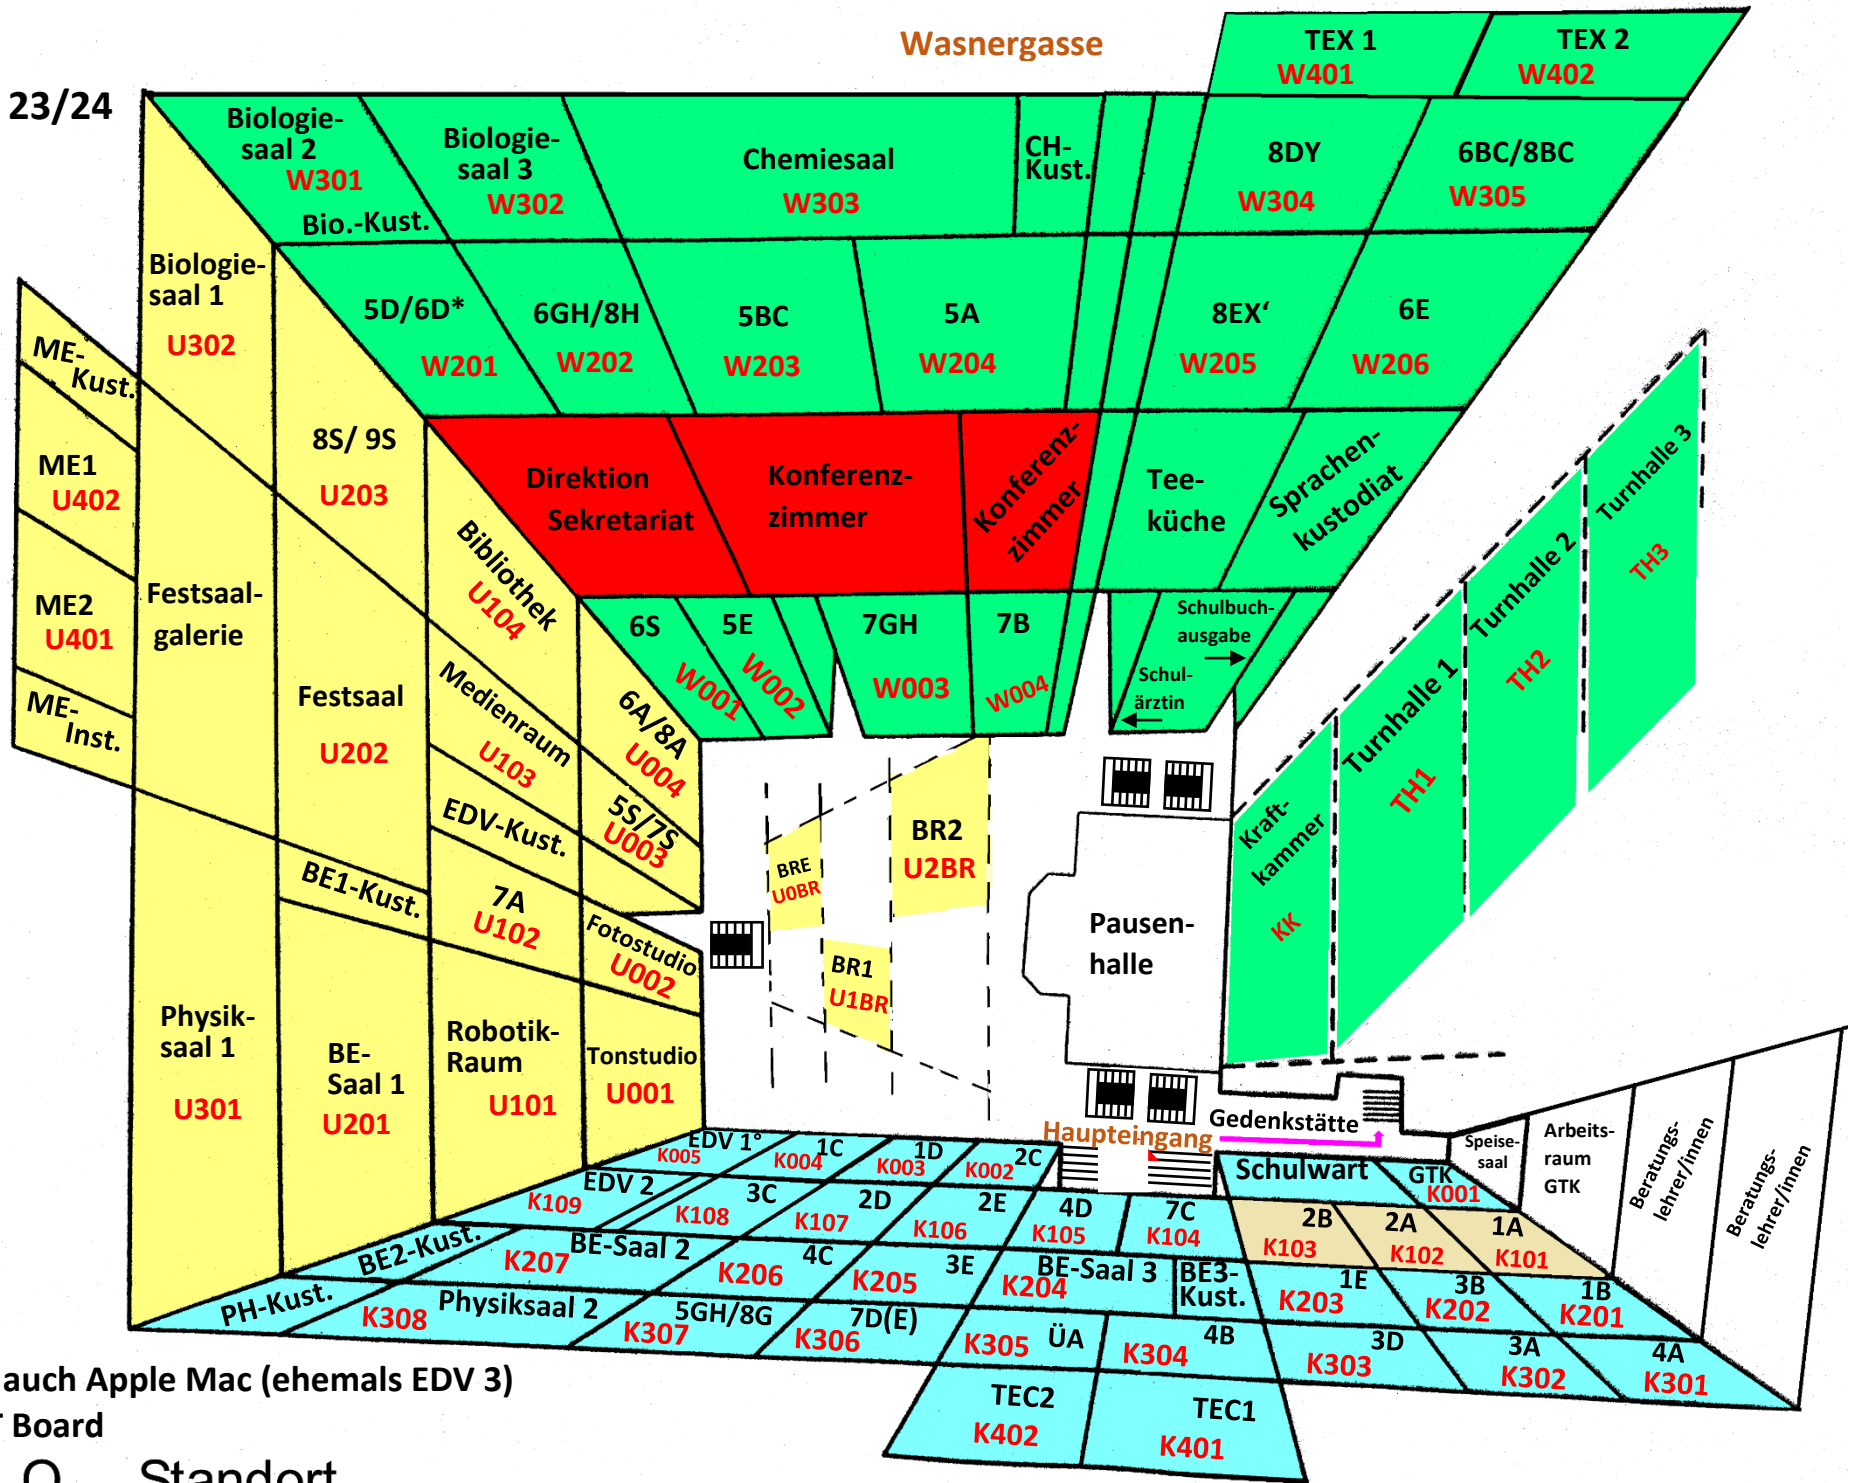 Wasnergasse
23/24
TEX 1
W401
TEX 2
W402
Biologie-
saal 2
W301
Bio.-Kust.
Biologie-
saal 3
W302
Chemiesaal
W303
CH-
Kust.
8DY
W304
6BC/8BC
W305
Biologie-
saal 1
U302
5D/6D*
W201
6GH/8H
W202
5BC
W203
5A
W204
8EX‘
W205
6E
W206
ME-
Kust.
ME1
U402
ME2
U401
ME-
Inst.
8S/ 9S
U203
Direktion
Sekretariat
Konferenz-
zimmer
Konferenz-
zimmer
Tee-
küche
Sprachen-
kustodiat
Turnhalle 3
TH3
Turnhalle 2
TH2
Turnhalle 1
TH1
Kraft-
kammer
KK
Festsaal-
galerie
Festsaal
U202
Bibliothek
U104
Medienraum
U103
EDV-Kust.
6S
W001
5E
W002
7GH
W003
7B
W004
Schulbuch-
ausgabe
Schul-
ärztin
6A/8A
U004
5S/7S
U003
BRE
U0BR
BR2
U2BR
BR1
U1BR
Pausen-
halle
BE1-Kust.
7A
U102
Fotostudio
U002
Physik-
saal 1
U301
BE-
Saal 1
U201
Robotik-
Raum
U101
Tonstudio
U001
Haupteingang
Gedenkstätte
Speise-
saal
Arbeits-
raum
GTK
Beratungs-
lehrer/innen
Beratungs-
lehrer/innen
EDV 1°
K005
1C
K004
1D
K003
2C
K002
Schulwart
GTK
K001
EDV 2
K109
3C
K108
2D
K107
2E
K106
4D
K105
7C
K104
2B
K103
2A
K102
1A
K101
BE2-Kust.
K207
BE-Saal 2
K206
4C
K205
3E
K204
BE-Saal 3
BE3-
Kust.
1E
K203
3B
K202
1B
K201
PH-Kust.
K308
Physiksaal 2
5GH/8G
K307
7D(E)
K306
K305 ÜA
K304
4B
3D
K303
3A
K302
4A
K301
TEC2
K402
TEC1
K401
auch Apple Mac (ehemals EDV 3)
Board
Standort